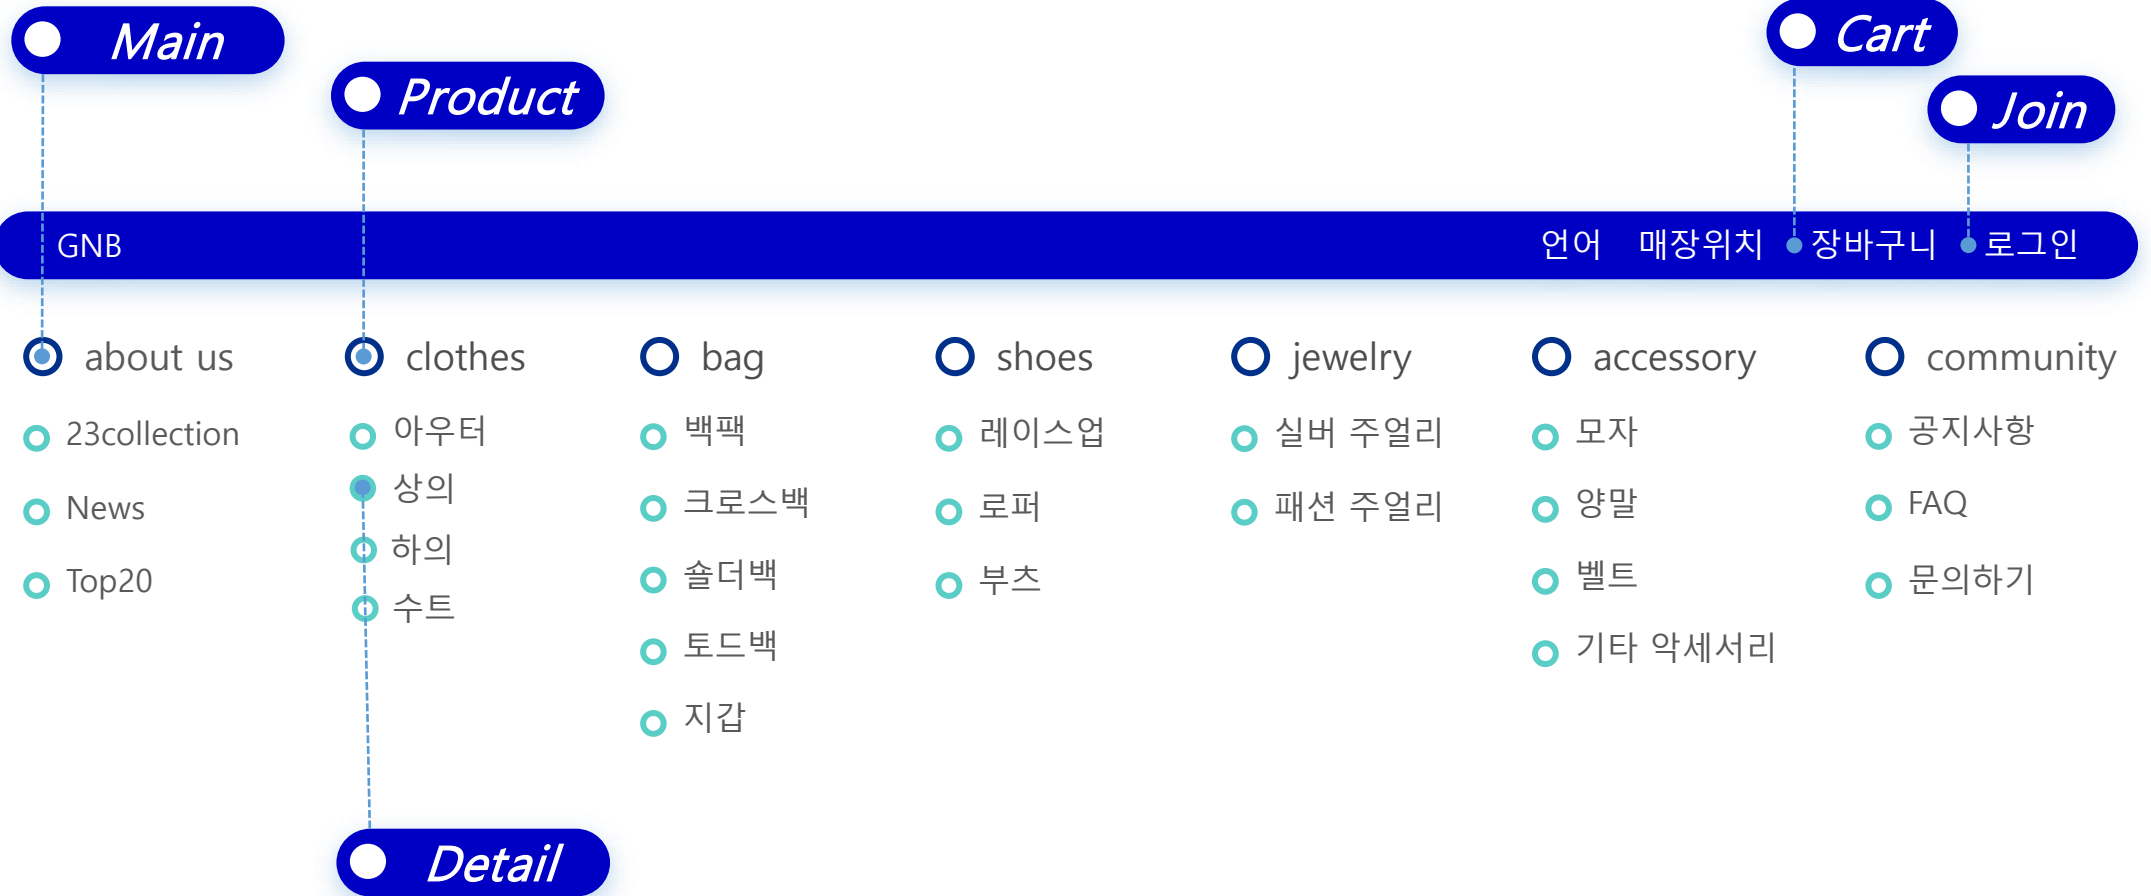 Main
Product
Cart
Join
GNB
언어 매장위치 장바구니 로그인
about us
23collection
News
Top20
clothes
아우터
상의
하의
수트
bag
백팩
크로스백
숄더백
토드백
지갑
shoes
레이스업
로퍼
부츠
jewelry
실버 주얼리
패션 주얼리
accessory
모자
양말
벨트
기타 악세서리
community
공지사항
FAQ
문의하기
Detail